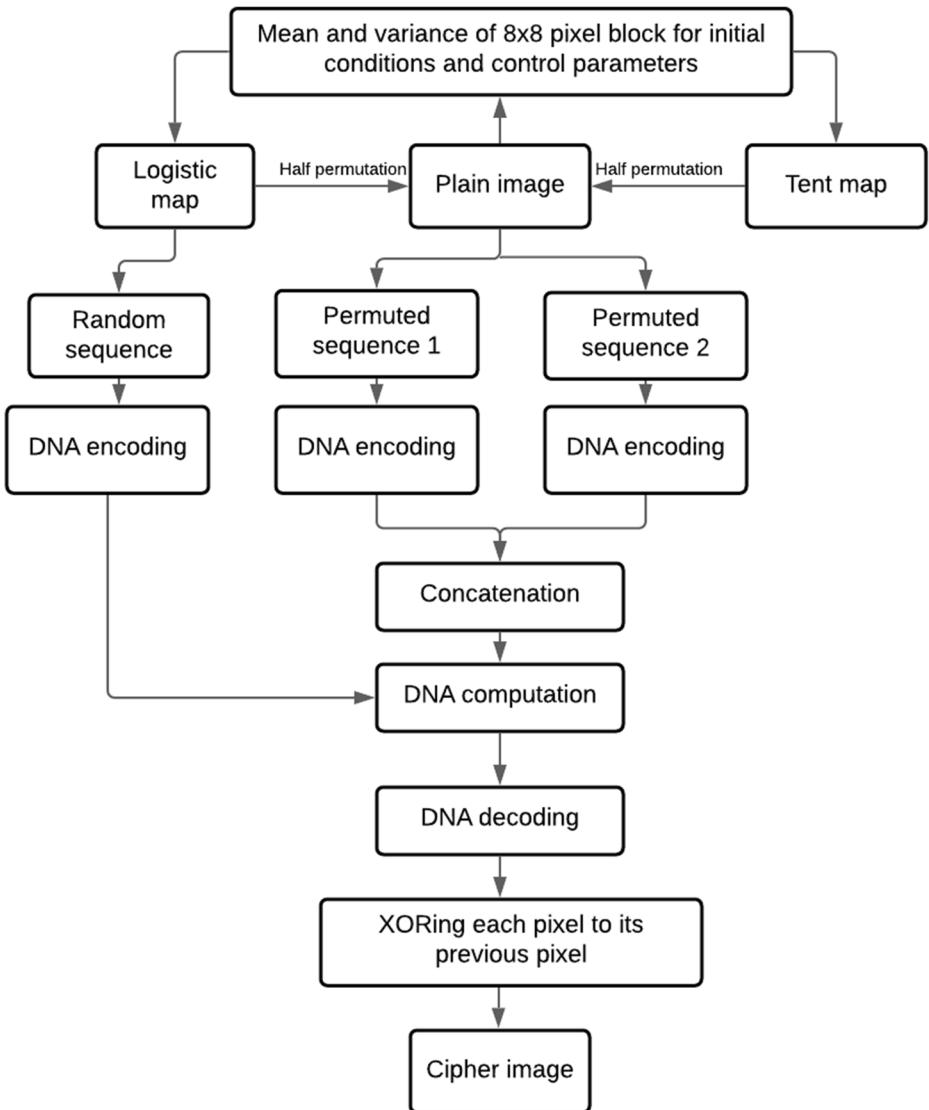 Mean and variance of 8x8 pixel block for initial
conditions and control parameters
Logistic
map
Half permutation
Plain image
Half permutation
Tent map
Random
sequence
Permuted
sequence 1
Permuted
sequence 2
DNA encoding
DNA encoding
DNA encoding
Concatenation
DNA computation
DNA decoding
XORing each pixel to its
previous pixel
Cipher image